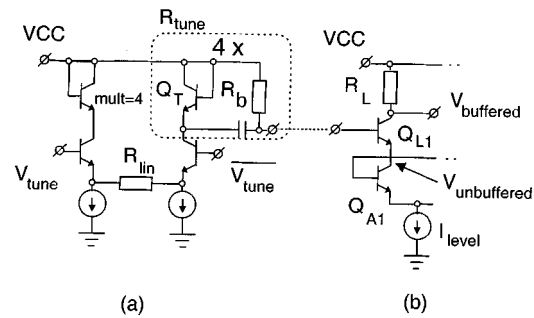 R_tune
VCC
4 x
VCC
Q_T
R_b
R_L
mult=4
V_buffered
Q_L1
V_tune
R_lin
V_tune
V_unbuffered
Q_A1
I_level
(a)
(b)